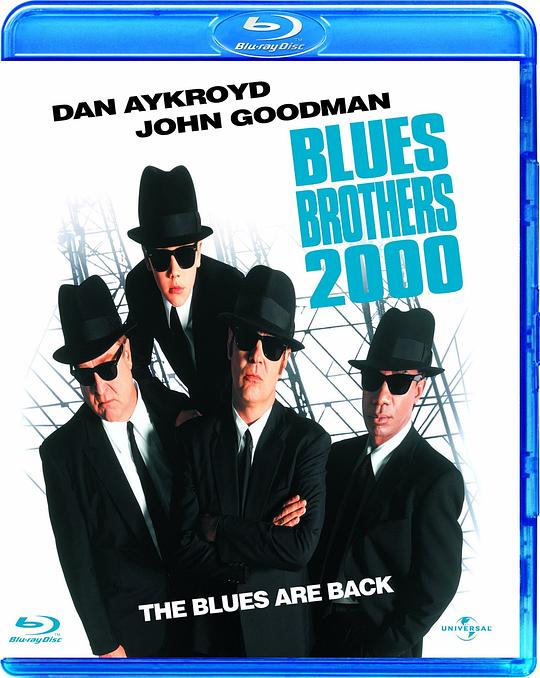 Blu-ray Disc
DAN AYKROYD
JOHN GOODMAN
BLUES
BROTHERS
2000
THE BLUES ARE BACK
Blu-ray Disc
UNIVERSAL